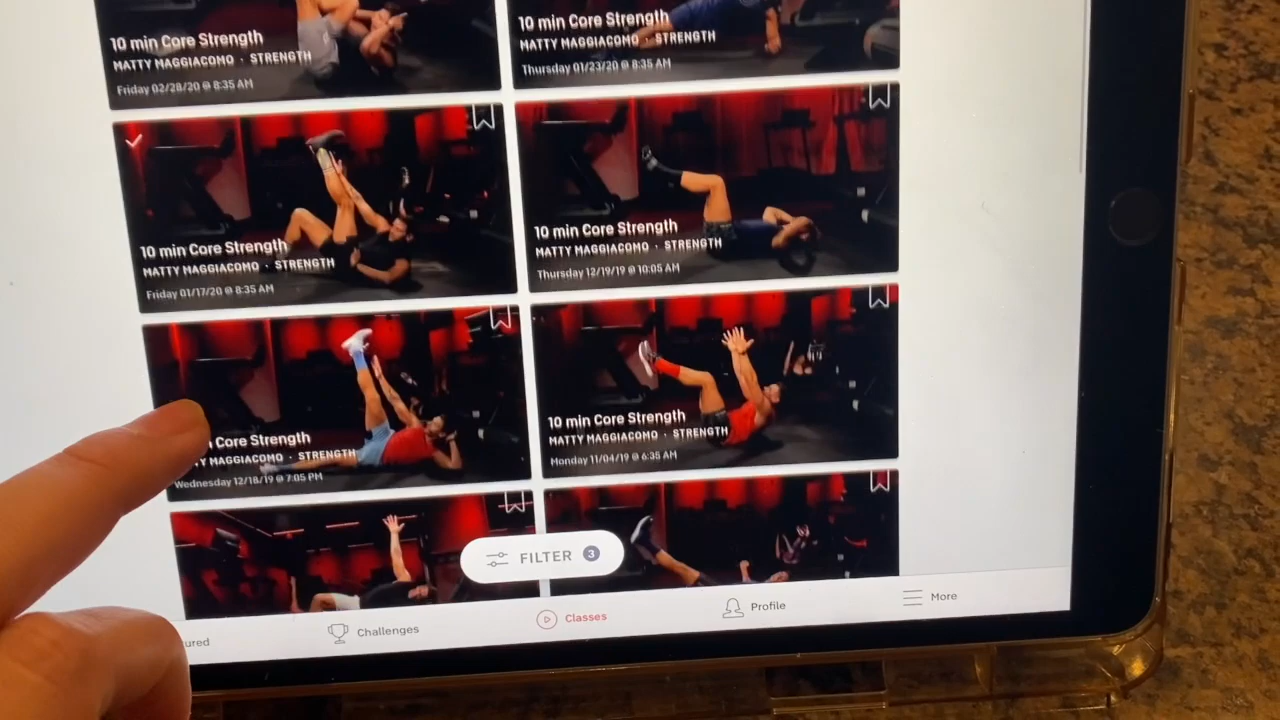 10 min Core Strength
MATTY MAGGIACOMO · STRENGTH
Friday 02/28/20 @ 8:35 AM
10 min Core Strength
MATTY MAGGIACOMO · STRENGTH
Thursday 01/23/20 @ 8:35 AM
10 min Core Strength
MATTY MAGGIACOMO · STRENGTH
Friday 01/17/20 @ 8:35 AM
10 min Core Strength
MATTY MAGGIACOMO · STRENGTH
Thursday 12/19/19 @ 10:05 AM
Core Strength
MAGGIACOMO · STRENGTH
Wednesday 12/18/19 @ 7:05 PM
10 min Core Strength
MATTY MAGGIACOMO · STRENGTH
Monday 11/04/19 @ 6:35 AM
FILTER 3
ured
Challenges
Classes
Profile
More